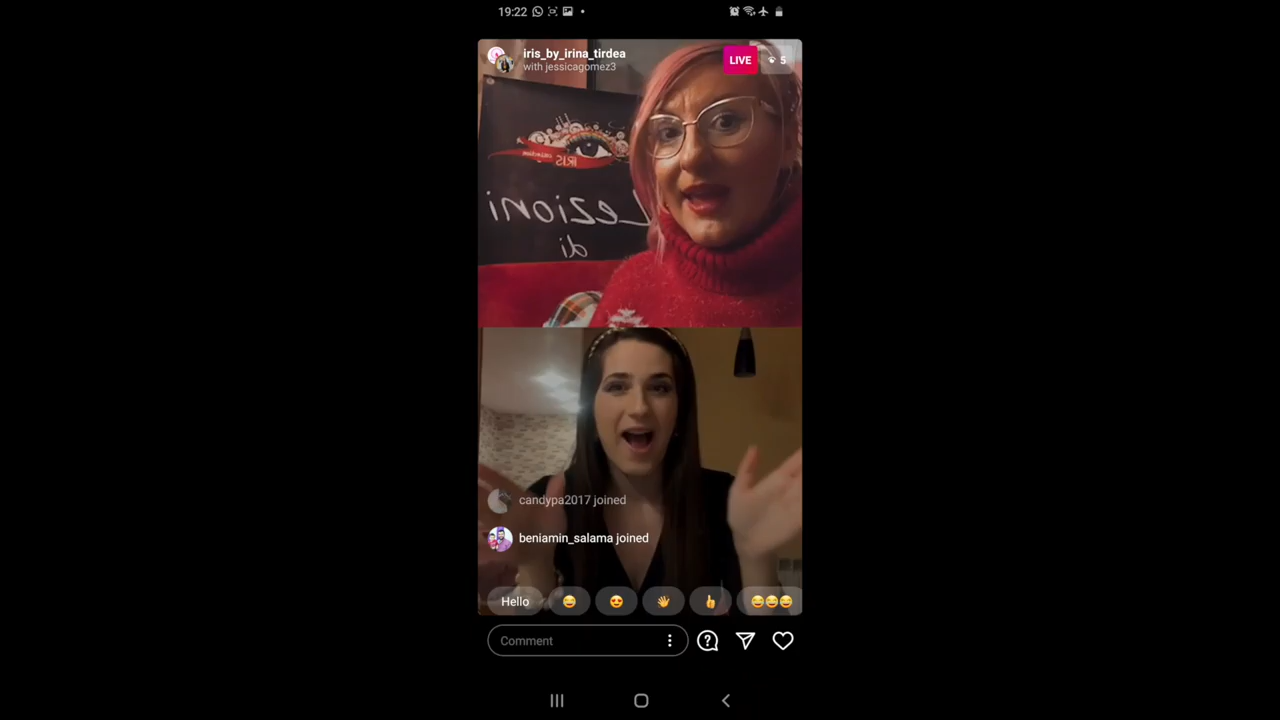 19:22
iris_by_irina_tirdea
with jessicagomez3
LIVE
5
IRIS
Lezioni
di
candypa2017 joined
beniamin_salama joined
Hello
Comment